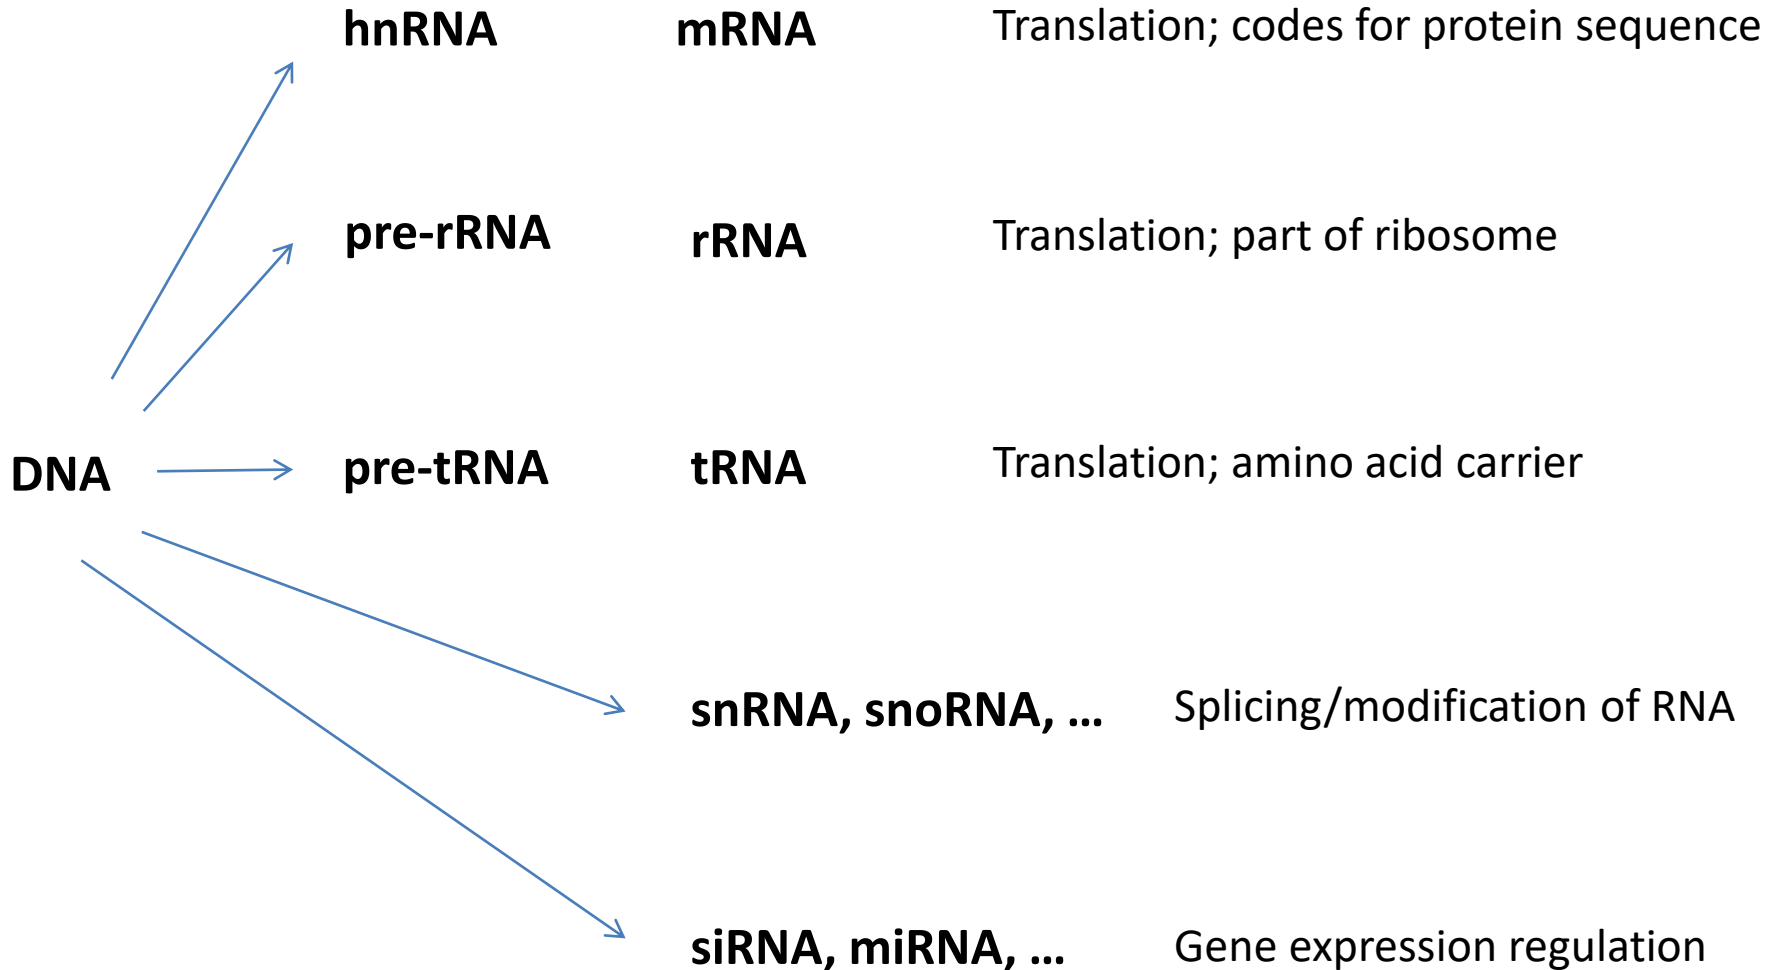 hnRNA mRNA Translation; codes for protein sequence
pre-rRNA rRNA Translation; part of ribosome
DNA pre-tRNA tRNA Translation; amino acid carrier
snRNA, snoRNA, ... Splicing/modification of RNA
siRNA, miRNA, ... Gene expression regulation